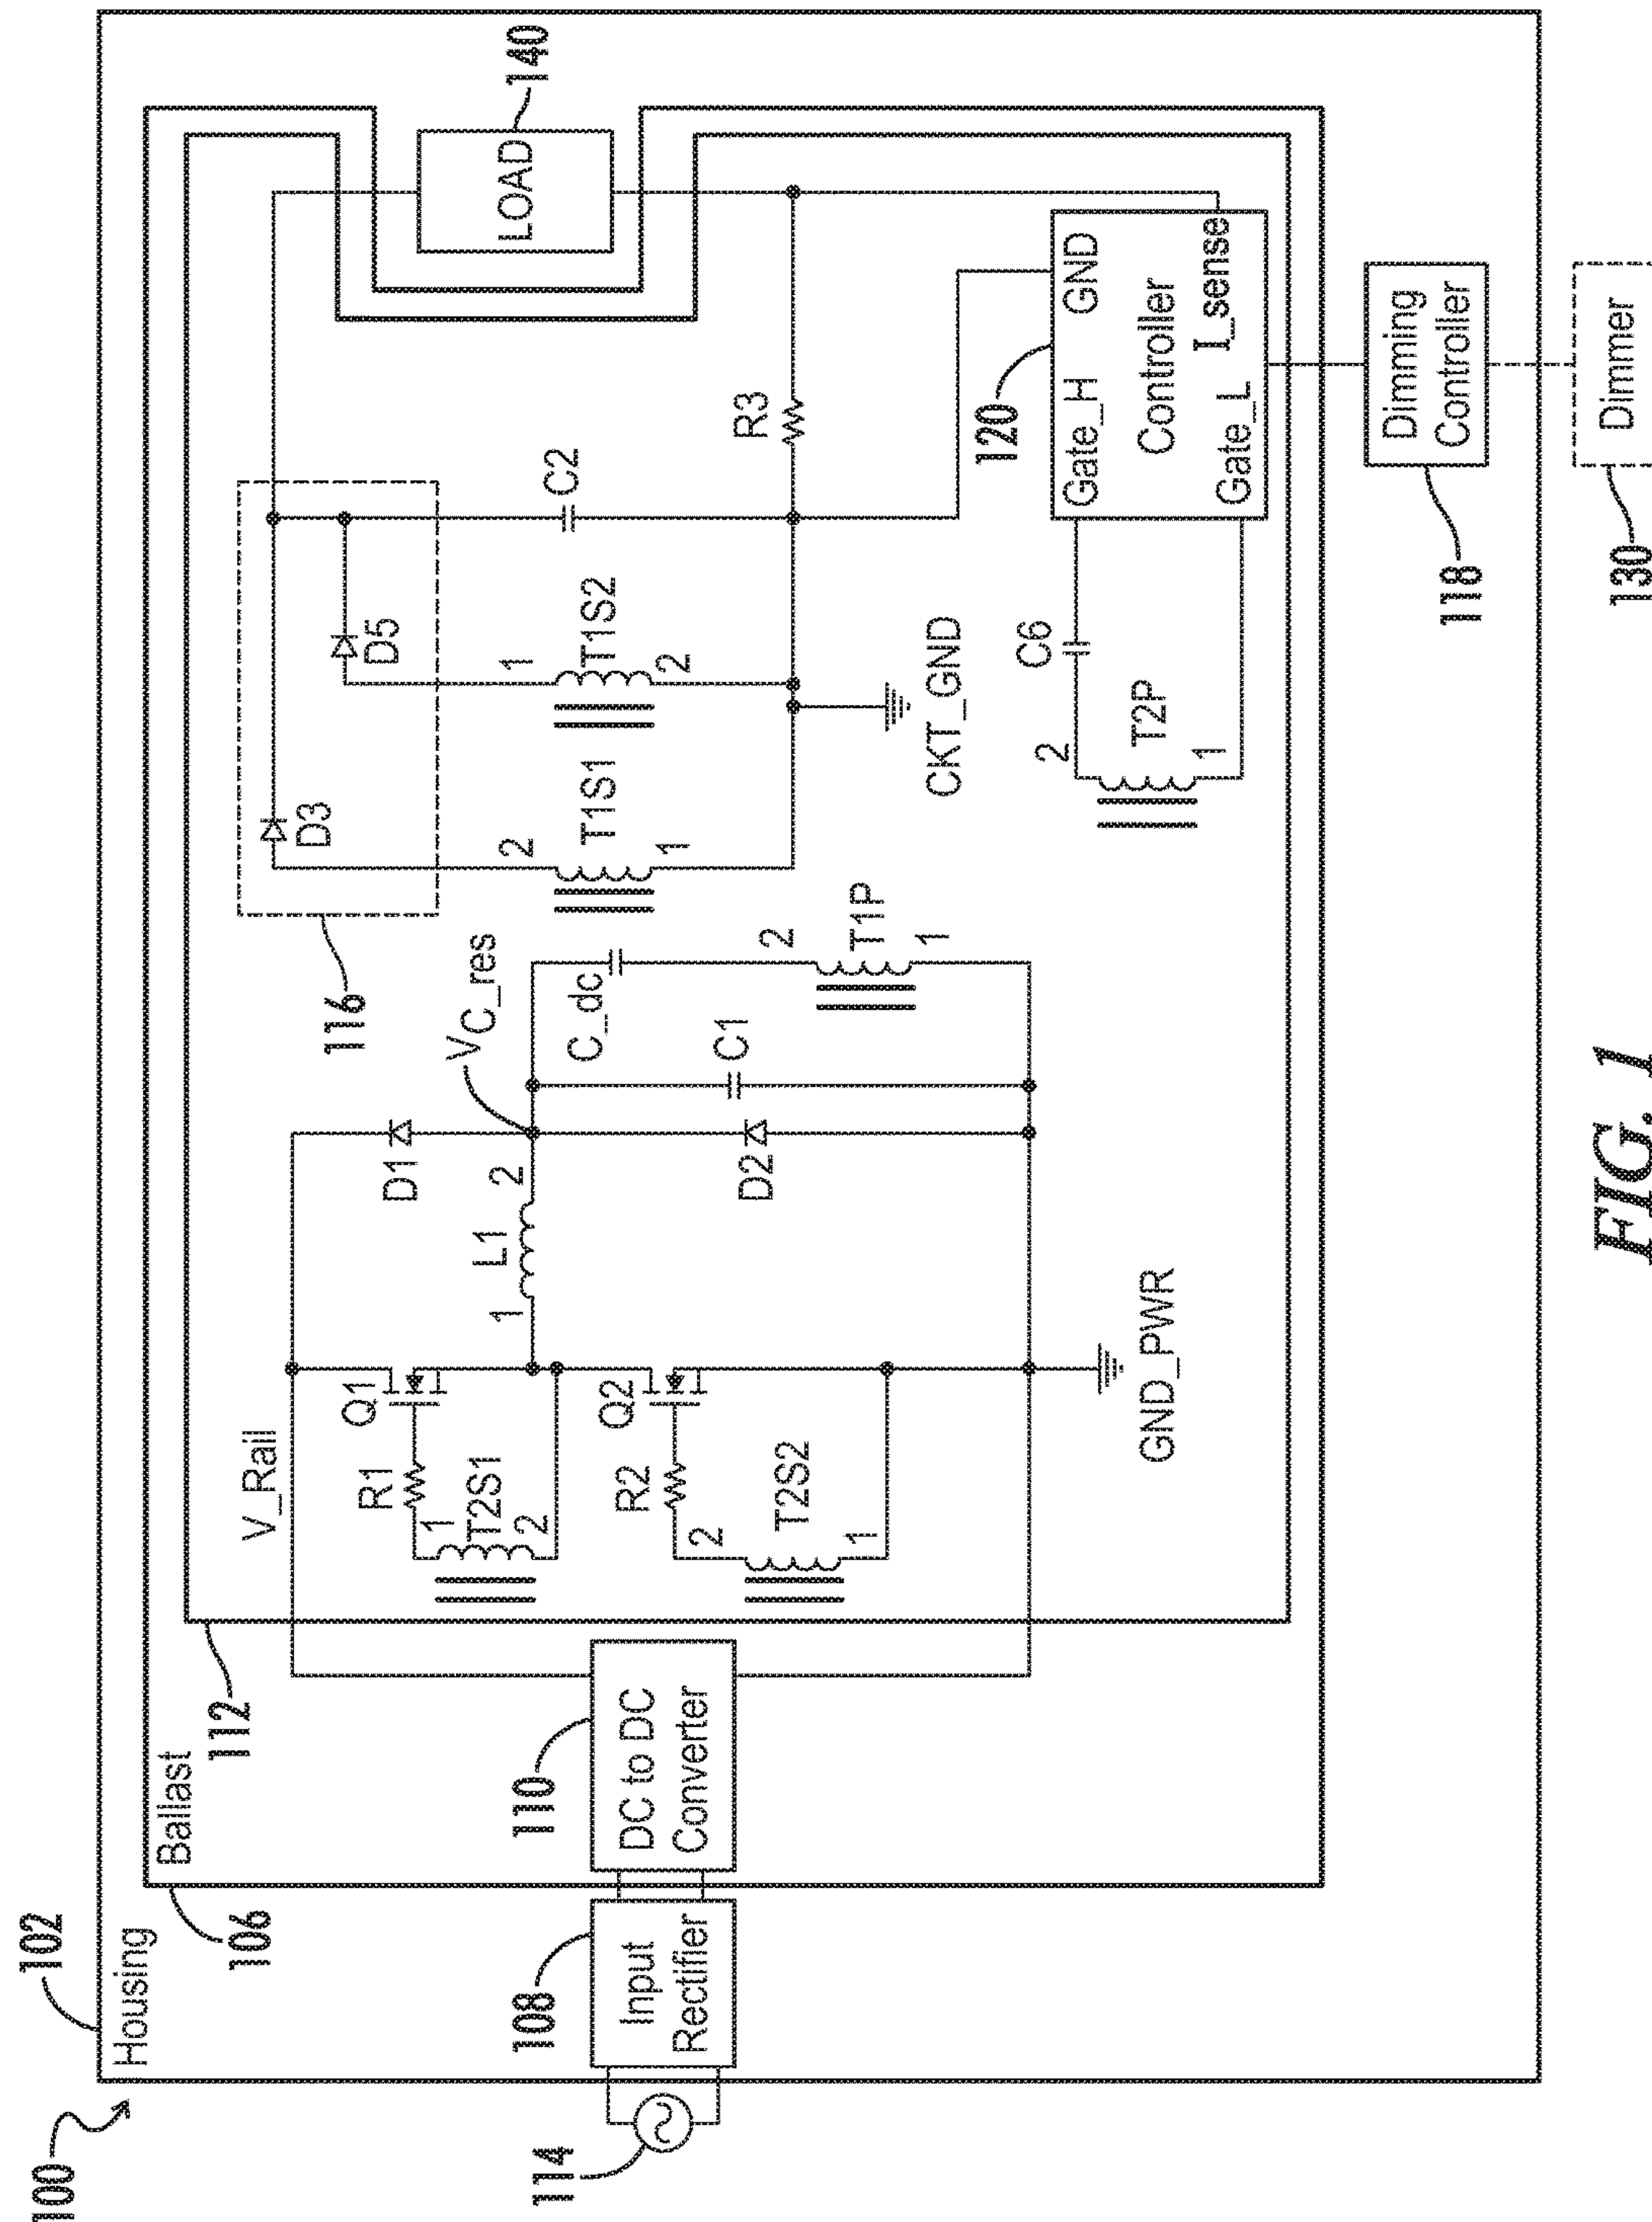 100
102
Housing
106
Ballast
112
114
108
Input
Rectifier
110
DC to DC
Converter
V_Rail
Q1
R1
1
T2S1
2
Q2
R2
2
T2S2
1
GND_PWR
1
L1
2
D1
D2
VC_res
C1
C_dc
2
T1P
1
116
D3
D5
2
T1S1
1
1
T1S2
2
C2
R3
CKT_GND
LOAD
140
C6
2
T2P
1
120
Gate_H
GND
Controller
Gate_L
I_sense
Dimming
Controller
118
Dimmer
130
FIG. 1